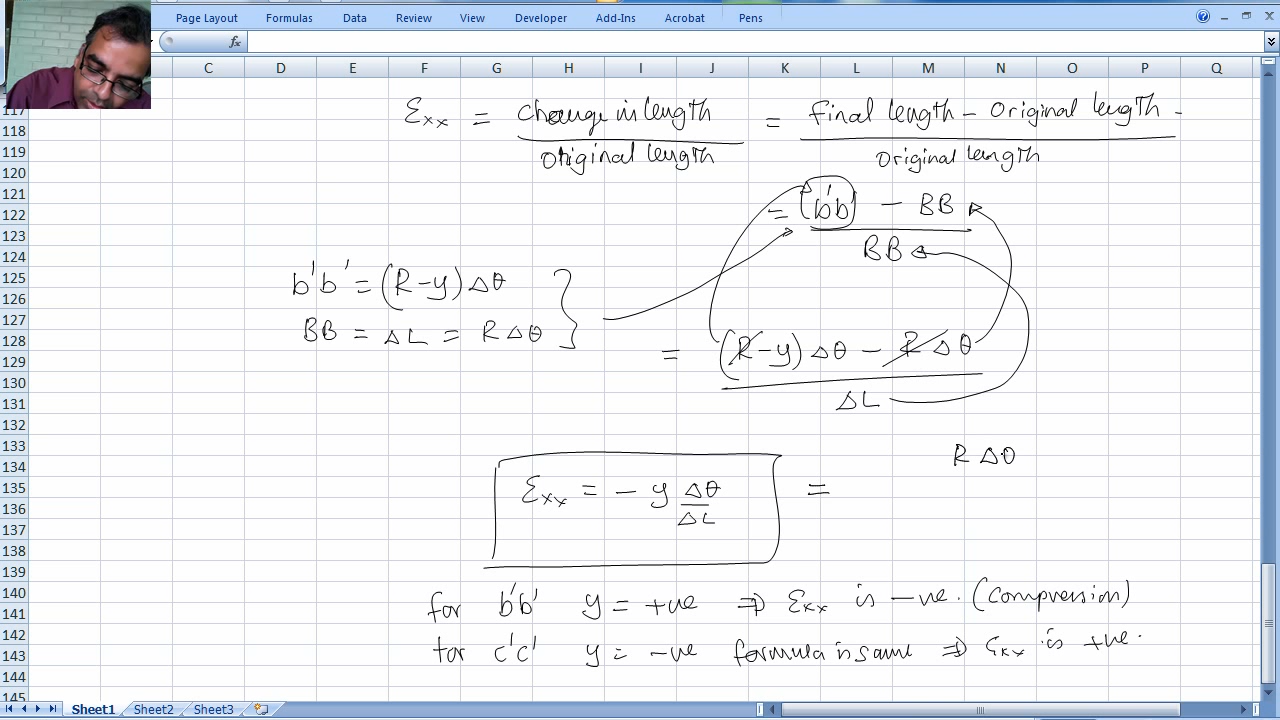 Page Layout Formulas Data Review View Developer Add-Ins Acrobat Pens
fx
C D E F G H I J K L M N O P Q
117
118
119
120
121
122
123
124
125
126
127
128
129
130
131
132
133
134
135
136
137
138
139
140
141
142
143
144
145
εxx = Change in length / original length = final length - original length - / original length
= b'b' - BB / BB
b'b' = (R-y) Δθ
BB = ΔL = R Δθ
= (R-y) Δθ - R Δθ / ΔL
R Δθ
εxx = - y Δθ / ΔL =
for b'b' y = +ve ⇒ εxx is -ve. (Compression)
for c'c' y = -ve formula is same ⇒ εxx is +ve.
Sheet1 Sheet2 Sheet3